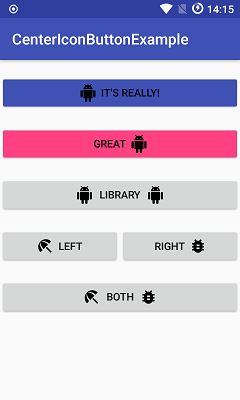 14:15
CenterIconButtonExample
IT'S REALLY!
GREAT
LIBRARY
LEFT RIGHT
BOTH